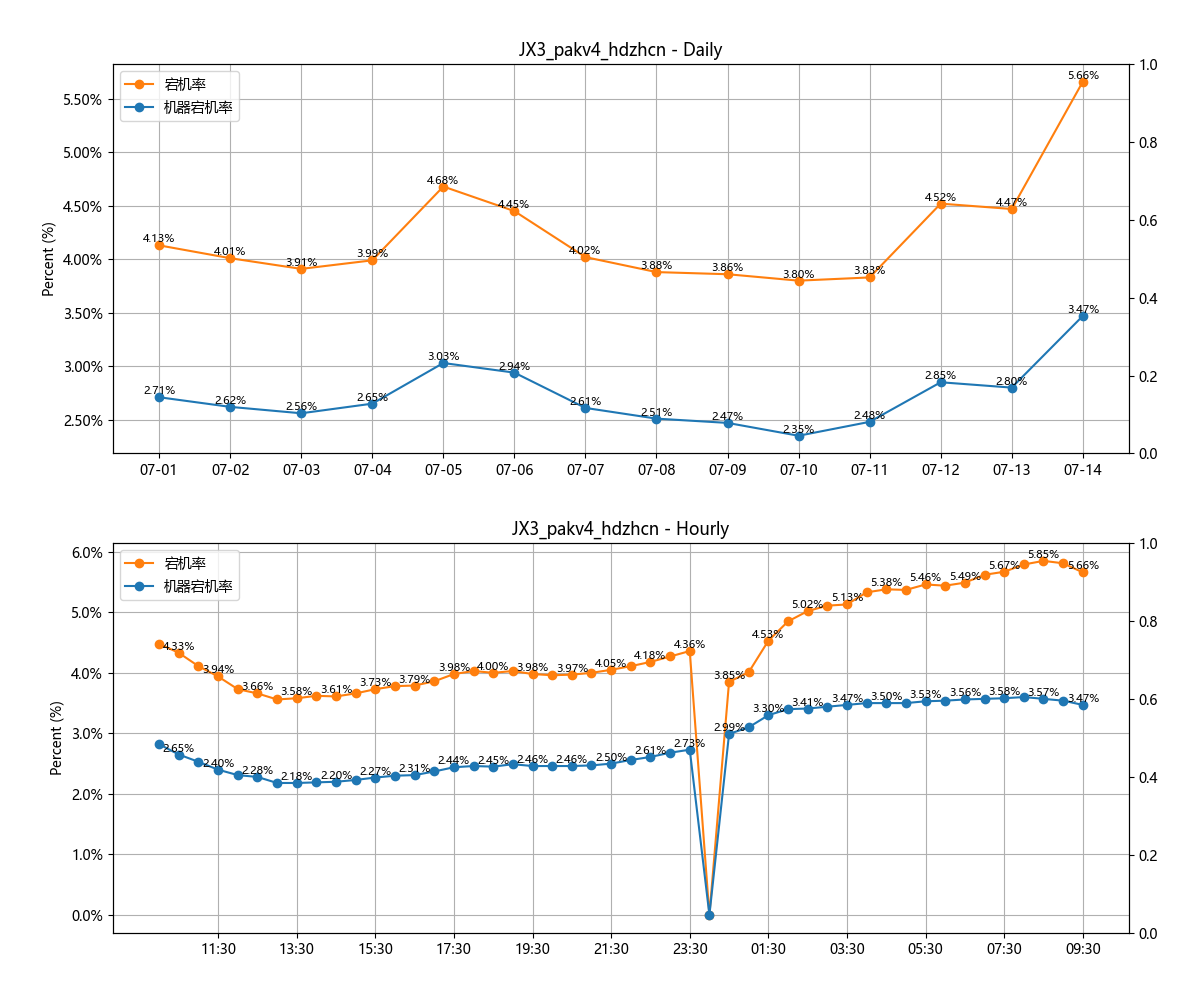 JX3_pakv4_hdzhcn - Daily
宕机率
机器宕机率
Percent (%)
5.50%
5.00%
4.50%
4.00%
3.50%
3.00%
2.50%
1.0
0.8
0.6
0.4
0.2
0.0
4.13% 4.01% 3.91% 3.99% 4.68% 4.45% 4.02% 3.88% 3.86% 3.80% 3.83% 4.52% 4.47% 5.66%
2.71% 2.62% 2.56% 2.65% 3.03% 2.94% 2.61% 2.51% 2.47% 2.35% 2.48% 2.85% 2.80% 3.47%
07-01 07-02 07-03 07-04 07-05 07-06 07-07 07-08 07-09 07-10 07-11 07-12 07-13 07-14
JX3_pakv4_hdzhcn - Hourly
宕机率
机器宕机率
Percent (%)
6.0%
5.0%
4.0%
3.0%
2.0%
1.0%
0.0%
1.0
0.8
0.6
0.4
0.2
0.0
4.33% 3.94% 3.66% 3.58% 3.61% 3.73% 3.79% 3.98% 4.00% 3.98% 3.97% 4.05% 4.18% 4.36% 3.85% 4.53% 5.02% 5.13% 5.38% 5.46% 5.49% 5.67% 5.85% 5.66%
2.65% 2.40% 2.28% 2.18% 2.20% 2.27% 2.31% 2.44% 2.45% 2.46% 2.46% 2.50% 2.61% 2.73% 2.99% 3.30% 3.41% 3.47% 3.50% 3.53% 3.56% 3.58% 3.57% 3.47%
11:30 13:30 15:30 17:30 19:30 21:30 23:30 01:30 03:30 05:30 07:30 09:30